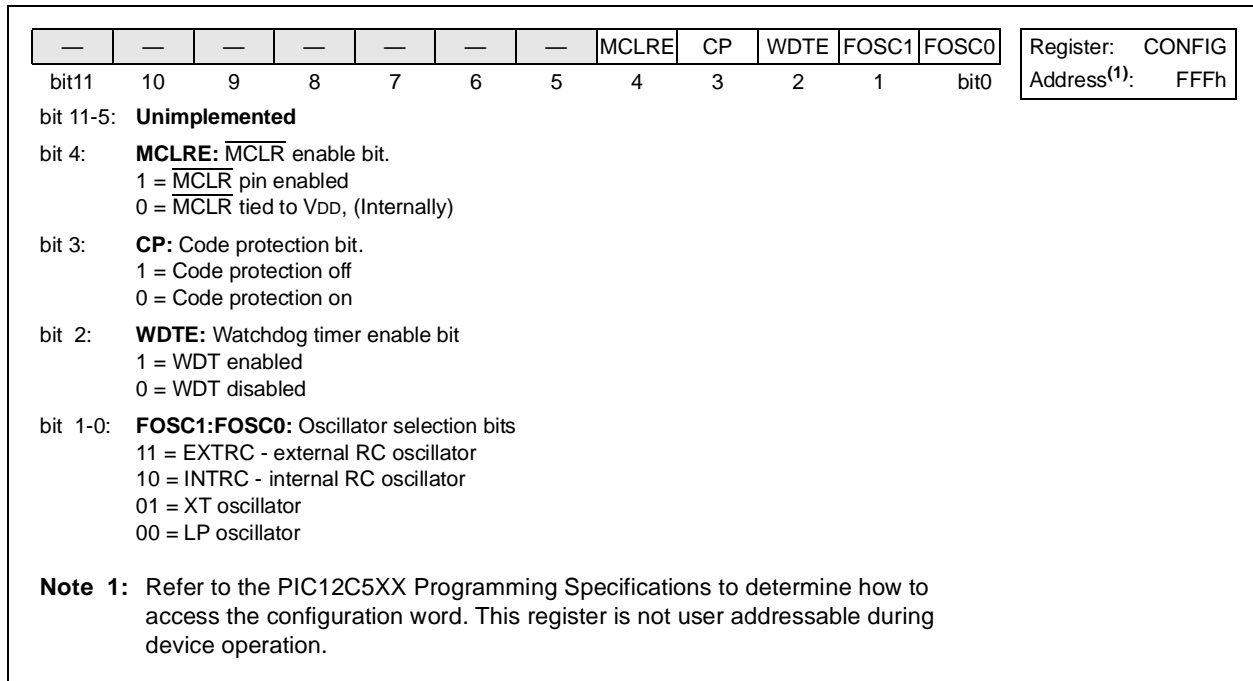 — — — — — — — MCLRE CP WDTE FOSC1 FOSC0
bit11 10 9 8 7 6 5 4 3 2 1 bit0
Register: CONFIG
Address(1): FFFh
bit 11-5: Unimplemented
bit 4: MCLRE: MCLR enable bit.
1 = MCLR pin enabled
0 = MCLR tied to VDD, (Internally)
bit 3: CP: Code protection bit.
1 = Code protection off
0 = Code protection on
bit 2: WDTE: Watchdog timer enable bit
1 = WDT enabled
0 = WDT disabled
bit 1-0: FOSC1:FOSC0: Oscillator selection bits
11 = EXTRC - external RC oscillator
10 = INTRC - internal RC oscillator
01 = XT oscillator
00 = LP oscillator
Note 1: Refer to the PIC12C5XX Programming Specifications to determine how to
access the configuration word. This register is not user addressable during
device operation.